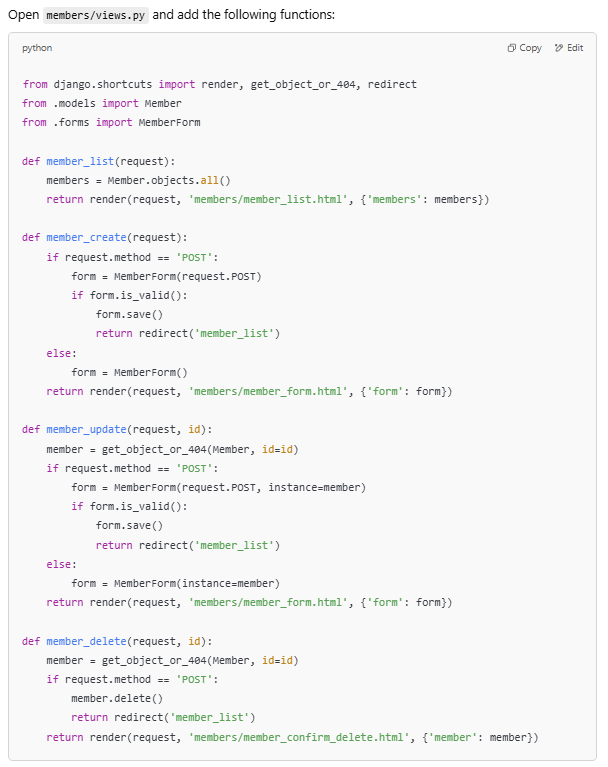 Open members/views.py and add the following functions:
python
Copy
Edit
from django.shortcuts import render, get_object_or_404, redirect
from .models import Member
from .forms import MemberForm

def member_list(request):
    members = Member.objects.all()
    return render(request, 'members/member_list.html', {'members': members})

def member_create(request):
    if request.method == 'POST':
        form = MemberForm(request.POST)
        if form.is_valid():
            form.save()
            return redirect('member_list')
    else:
        form = MemberForm()
    return render(request, 'members/member_form.html', {'form': form})

def member_update(request, id):
    member = get_object_or_404(Member, id=id)
    if request.method == 'POST':
        form = MemberForm(request.POST, instance=member)
        if form.is_valid():
            form.save()
            return redirect('member_list')
    else:
        form = MemberForm(instance=member)
    return render(request, 'members/member_form.html', {'form': form})

def member_delete(request, id):
    member = get_object_or_404(Member, id=id)
    if request.method == 'POST':
        member.delete()
        return redirect('member_list')
    return render(request, 'members/member_confirm_delete.html', {'member': member})